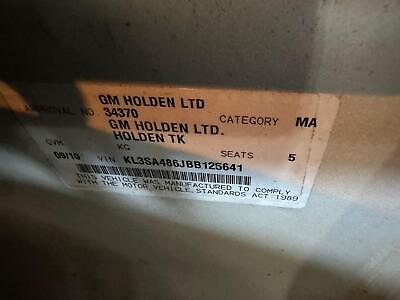 GM HOLDEN LTD
APPROVAL NO. 34370 CATEGORY MA
GM HOLDEN LTD.
HOLDEN TK
GVM KG SEATS 5
09/10 VIN KL3SA486JBB125641
THIS VEHICLE WAS MANUFACTURED TO COMPLY
WITH THE MOTOR VEHICLE STANDARDS ACT 1989